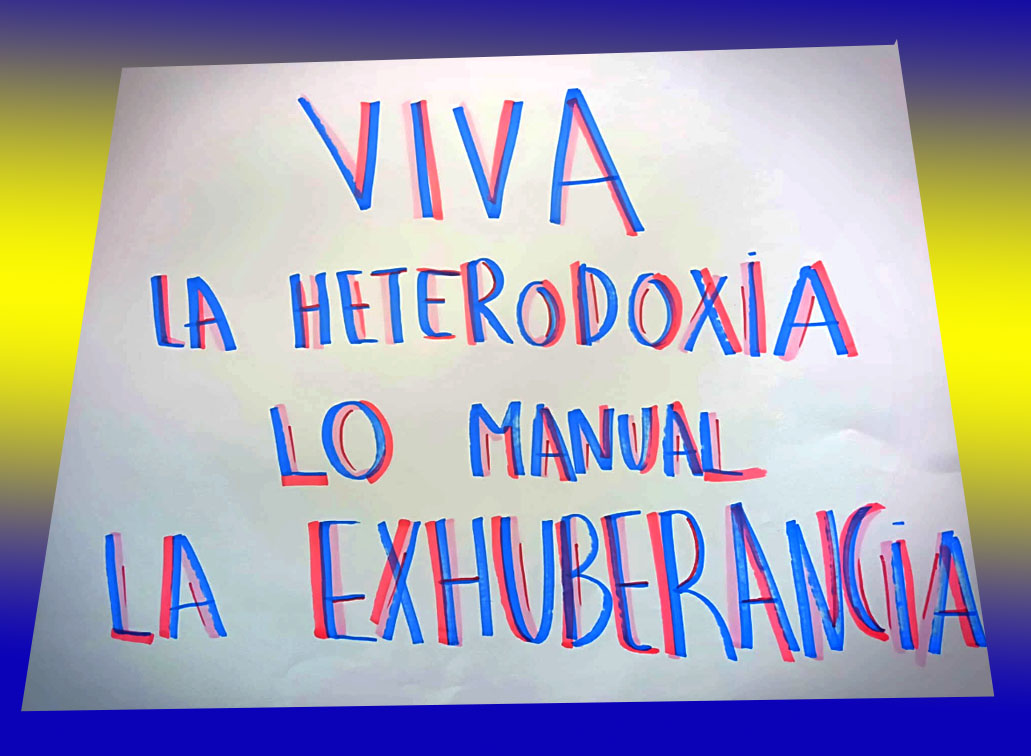 VIVA
LA HETERODOXIA
LO MANUAL
LA EXHUBERANCIA